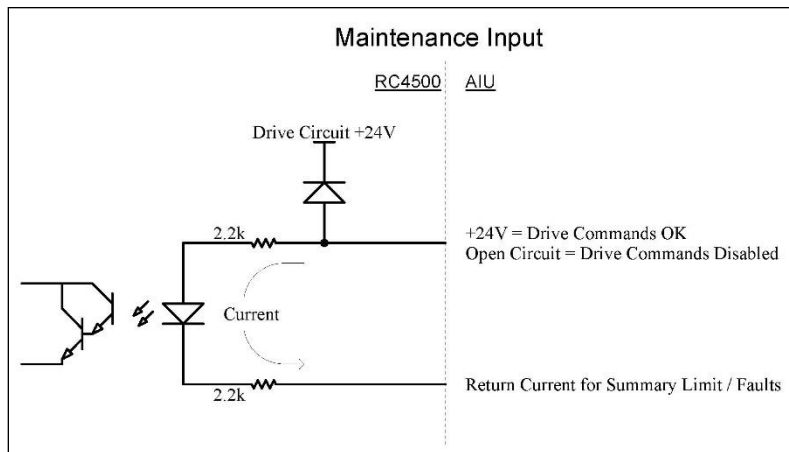 Maintenance Input
RC4500 AIU
Drive Circuit +24V
2.2k
+24V = Drive Commands OK
Open Circuit = Drive Commands Disabled
Current
2.2k
Return Current for Summary Limit / Faults